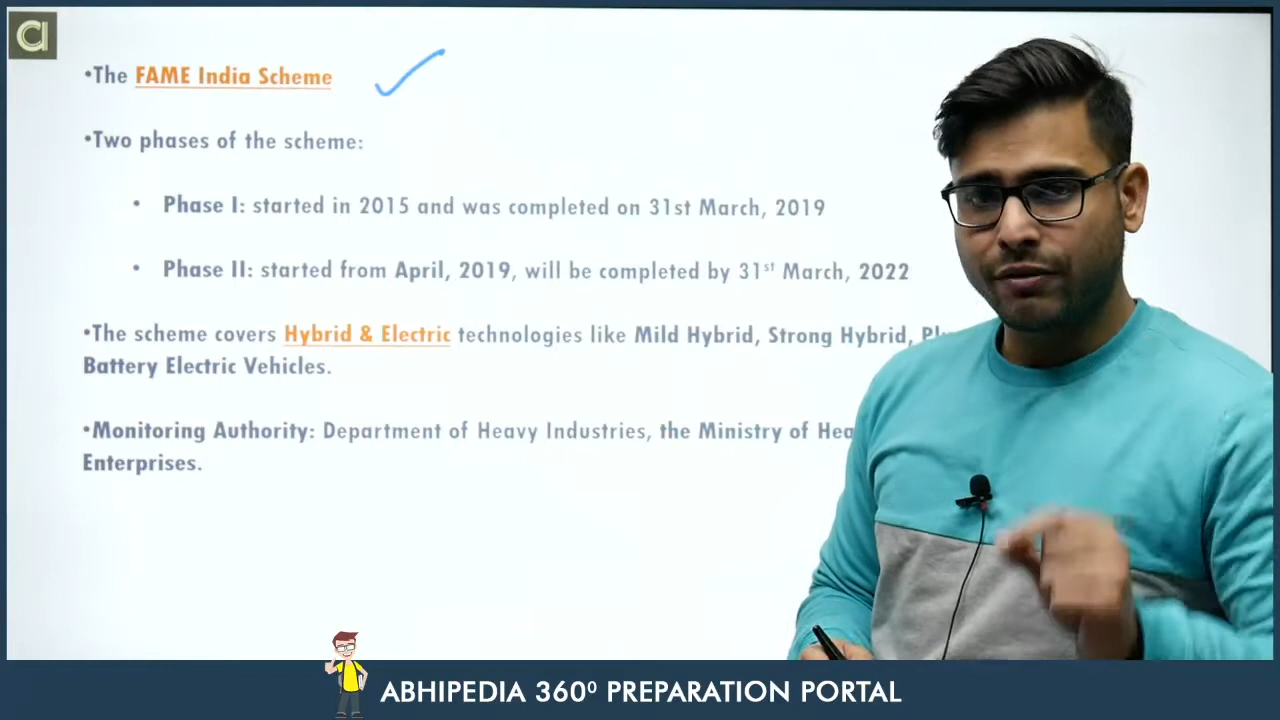 •The FAME India Scheme
•Two phases of the scheme:
• Phase I: started in 2015 and was completed on 31st March, 2019
• Phase II: started from April, 2019, will be completed by 31st March, 2022
•The scheme covers Hybrid & Electric technologies like Mild Hybrid, Strong Hybrid,
Battery Electric Vehicles.
•Monitoring Authority: Department of Heavy Industries, the Ministry of
Enterprises.
ABHIPEDIA 360⁰ PREPARATION PORTAL